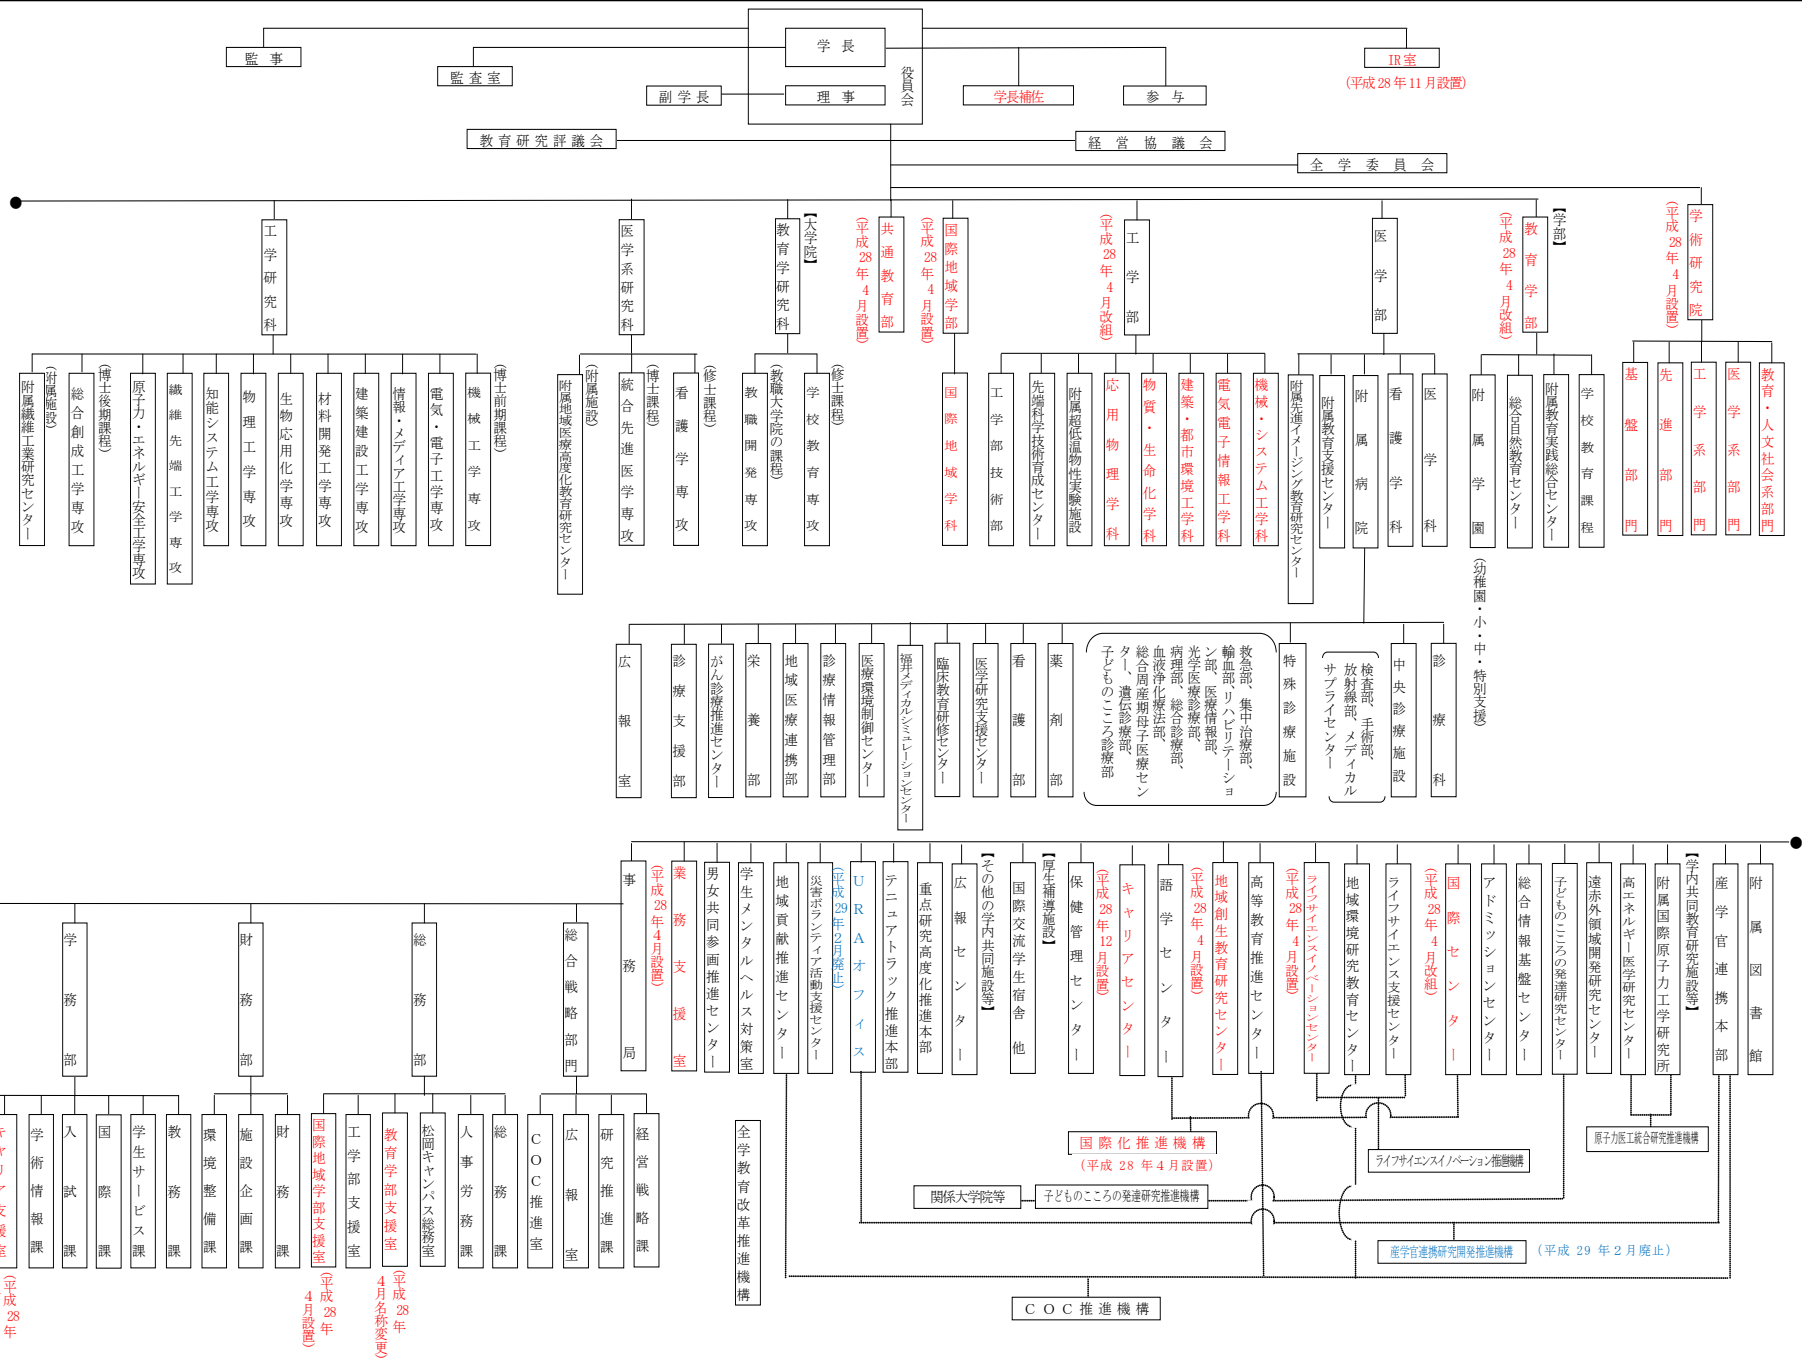 学長
役員会
理事
副学長
監事
監査室
学長補佐
参与
IR室
(平成28年11月設置)
教育研究評議会
経営協議会
全学委員会
学術研究院
(平成28年4月設置)
教育・人文社会系部門
医学系部門
工学系部門
先進部門
基盤部門
【学部】
教育学部
(平成28年4月改組)
学校教育課程
附属教育実践総合センター
総合自然教育センター
附属学園
(幼稚園・小・中・特別支援)
医学部
医学科
看護学科
附属病院
附属教育支援センター
附属先進イメージング教育研究センター
工学部
(平成28年4月改組)
機械・システム工学科
電気電子情報工学科
建築・都市環境工学科
物質・生命化学科
応用物理学科
附属超低温物性実験施設
先端科学技術育成センター
工学部技術部
国際地域学部
(平成28年4月設置)
国際地域学科
共通教育部
(平成28年4月設置)
【大学院】
教育学研究科
(修士課程)
学校教育専攻
(教職大学院の課程)
教職開発専攻
医学系研究科
(修士課程)
看護学専攻
(博士課程)
統合先進医学専攻
(附属施設)
附属地域医療高度化教育研究センター
工学研究科
(博士前期課程)
機械工学専攻
電気・電子工学専攻
情報・メディア工学専攻
建築建設工学専攻
材料開発工学専攻
生物応用化学専攻
物理工学専攻
知能システム工学専攻
繊維先端工学専攻
原子力・エネルギー安全工学専攻
(博士後期課程)
総合創成工学専攻
(附属施設)
附属繊維工業研究センター
診療科
中央診療施設
検査部、手術部、
放射線部、メディカル
サプライセンター
特殊診療施設
救急部、集中治療部、
輸血部、リハビリテーショ
ン部、医療情報部、
光学医療診療部、
病理部、総合診療部、
血液浄化療法部、
総合周産期母子医療セン
ター、遺伝診療部、
子どものこころ診療部
薬剤部
看護部
医学研究支援センター
臨床教育研修センター
福井メディカルシミュレーションセンター
医療環境制御センター
診療情報管理部
地域医療連携部
栄養部
がん診療推進センター
診療支援部
広報室
附属図書館
産学官連携本部
【学内共同教育研究施設等】
附属国際原子力工学研究所
高エネルギー医学研究センター
遠赤外領域開発研究センター
子どものこころの発達研究センター
総合情報基盤センター
アドミッションセンター
国際センター
(平成28年4月改組)
ライフサイエンス支援センター
地域環境研究教育センター
ライフサイエンスイノベーションセンター
(平成28年4月設置)
高等教育推進センター
地域創生教育研究センター
(平成28年4月設置)
語学センター
キャリアセンター
(平成28年12月設置)
保健管理センター
【厚生補導施設】
国際交流学生宿舎他
【その他の学内共同施設等】
広報センター
重点研究高度化推進本部
テニュアトラック推進本部
URAオフィス
(平成29年2月廃止)
災害ボランティア活動支援センター
地域貢献推進センター
学生メンタルヘルス対策室
男女共同参画推進センター
業務支援室
(平成28年4月設置)
事務局
総合戦略部門
総務部
財務部
学務部
経営戦略課
研究推進課
広報室
COC推進室
総務課
人事労務課
松岡キャンパス総務室
教育学部支援室
(平成28年
4月名称変更)
工学部支援室
国際地域学部支援室
(平成28年
4月設置)
財務課
施設企画課
環境整備課
教務課
学生サービス課
国際課
入試課
学術情報課
キャリア支援室
(平成28年
全学教育改革推進機構
原子力医工統合研究推進機構
ライフサイエンスイノベーション推進機構
国際化推進機構
(平成28年4月設置)
関係大学院等
子どものこころの発達研究推進機構
産学官連携研究開発推進機構
(平成29年2月廃止)
COC推進機構